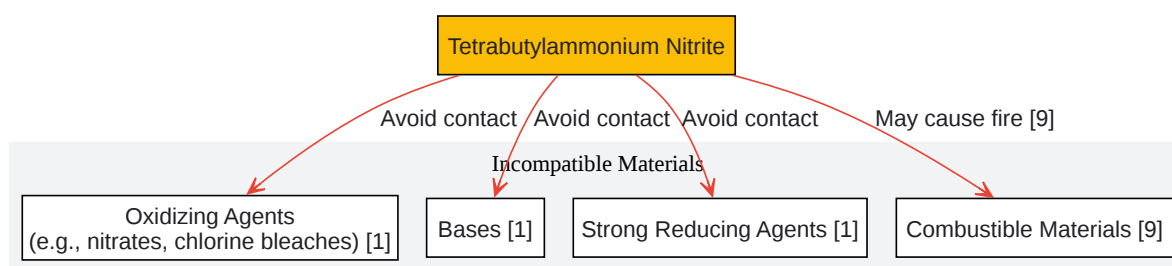 Tetrabutylammonium Nitrite
Avoid contact
Avoid contact
Avoid contact
May cause fire [9]
Incompatible Materials
Oxidizing Agents
(e.g., nitrates, chlorine bleaches) [1]
Bases [1]
Strong Reducing Agents [1]
Combustible Materials [9]